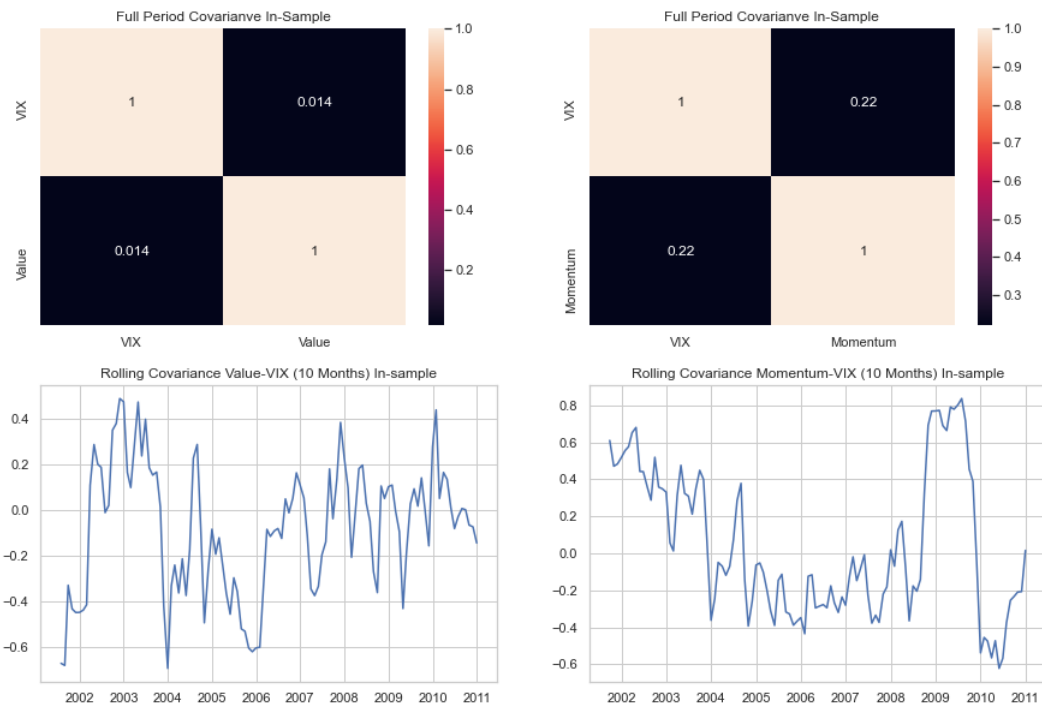 Full Period Covarianve In-Sample
VIX
Value
1
0.014
0.014
1
VIX
Value
1.0
0.8
0.6
0.4
0.2
Full Period Covarianve In-Sample
VIX
Momentum
1
0.22
0.22
1
VIX
Momentum
1.0
0.9
0.8
0.7
0.6
0.5
0.4
0.3
Rolling Covariance Value-VIX (10 Months) In-sample
0.4
0.2
0.0
−0.2
−0.4
−0.6
2002 2003 2004 2005 2006 2007 2008 2009 2010 2011
Rolling Covariance Momentum-VIX (10 Months) In-sample
0.8
0.6
0.4
0.2
0.0
−0.2
−0.4
−0.6
2002 2003 2004 2005 2006 2007 2008 2009 2010 2011